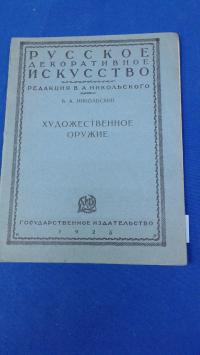 РУССКОЕ
ДЕКОРАТИВНОЕ
ИСКУССТВО
РЕДАКЦИЯ В. А. НИКОЛЬСКОГО
В. А. НИКОЛЬСКИЙ
ХУДОЖЕСТВЕННОЕ
ОРУЖИЕ
ГОСУДАРСТВЕННОЕ ИЗДАТЕЛЬСТВО